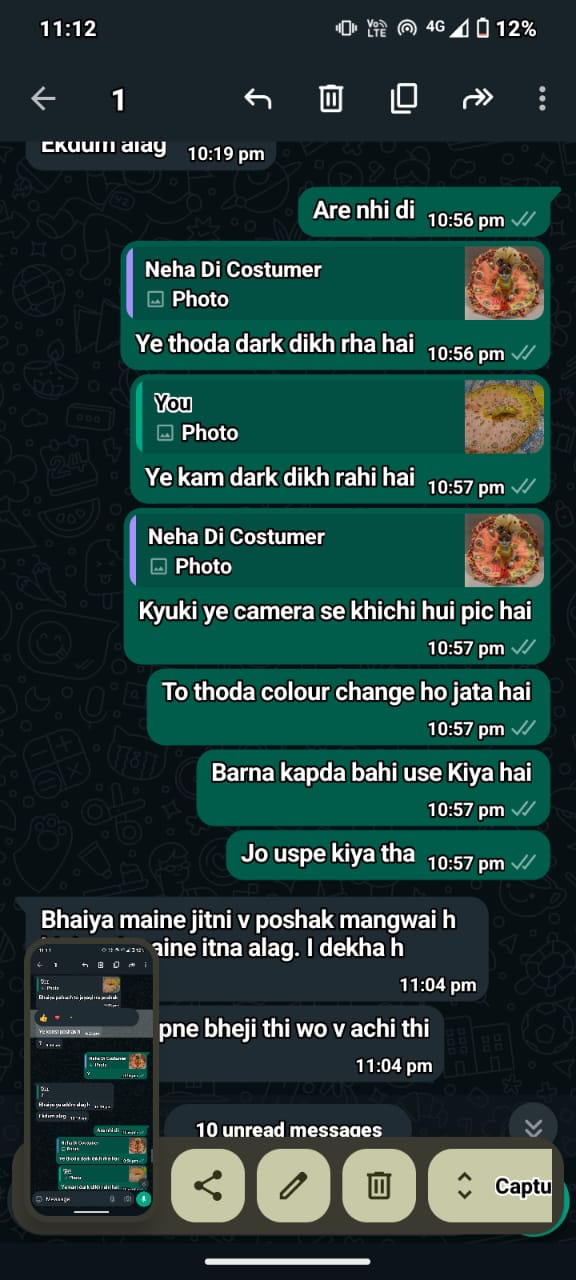 11:12
Vo))
LTE
4G
12%
1
Ekdum alag 10:19 pm
Are nhi di 10:56 pm
Neha Di Costumer
Photo
Ye thoda dark dikh rha hai 10:56 pm
You
Photo
Ye kam dark dikh rahi hai 10:57 pm
Neha Di Costumer
Photo
Kyuki ye camera se khichi hui pic hai
10:57 pm
To thoda colour change ho jata hai
10:57 pm
Barna kapda bahi use Kiya hai
10:57 pm
Jo uspe kiya tha 10:57 pm
Bhaiya maine jitni v poshak mangwai h
aine itna alag. I dekha h
11:04 pm
pne bheji thi wo v achi thi
11:04 pm
10 unread messages
Captu